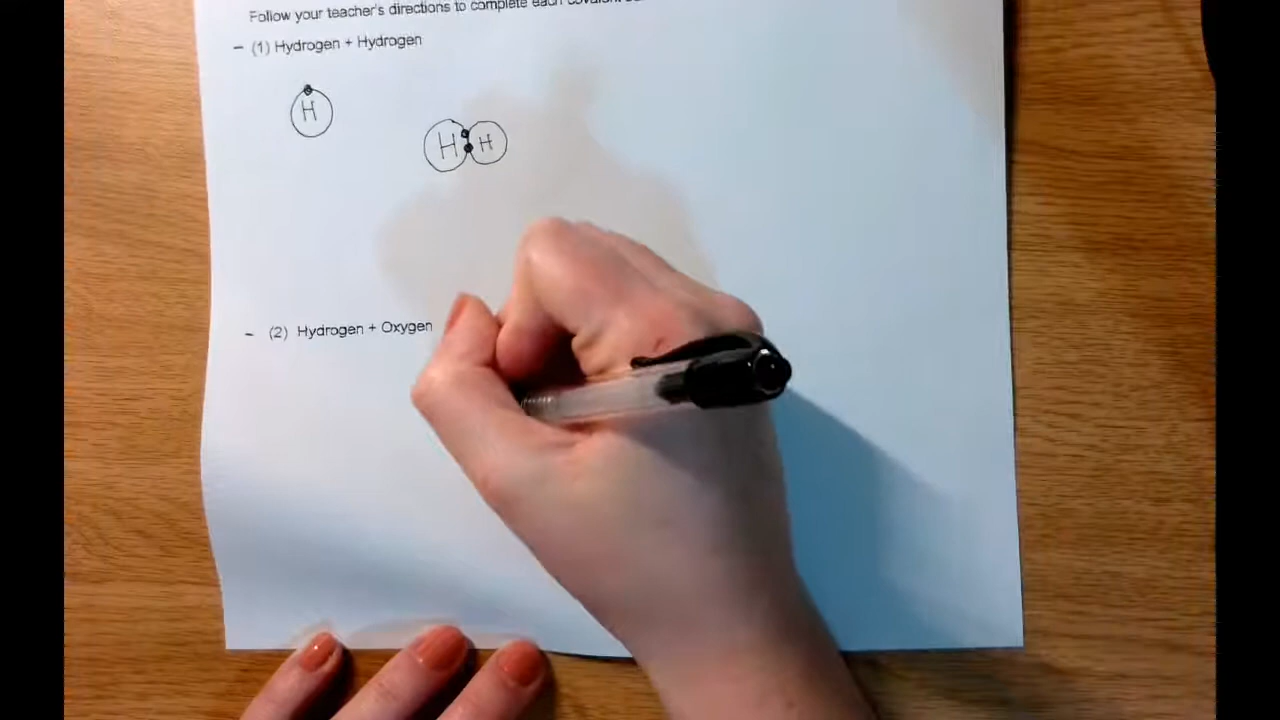 Follow your teacher's directions to complete each covalent
– (1) Hydrogen + Hydrogen
H
H H
– (2) Hydrogen + Oxygen